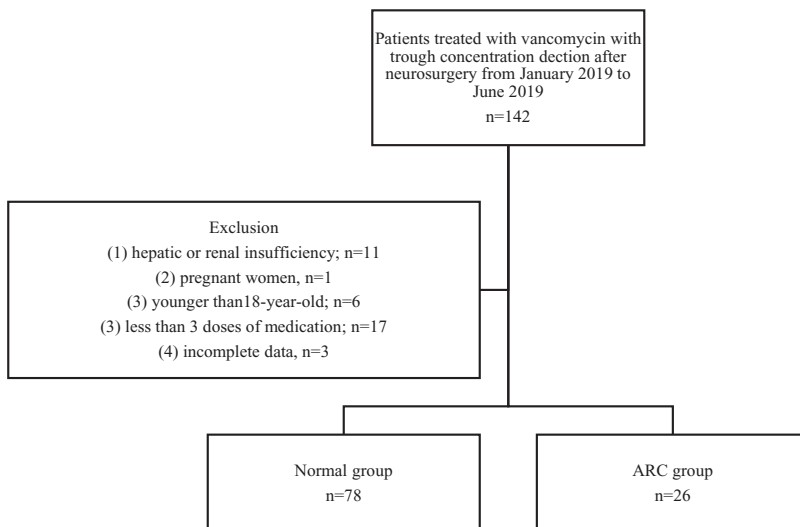 Patients treated with vancomycin with
trough concentration dection after
neurosurgery from January 2019 to
June 2019
n=142
Exclusion
(1) hepatic or renal insufficiency; n=11
(2) pregnant women, n=1
(3) younger than18-year-old; n=6
(3) less than 3 doses of medication; n=17
(4) incomplete data, n=3
Normal group
n=78
ARC group
n=26